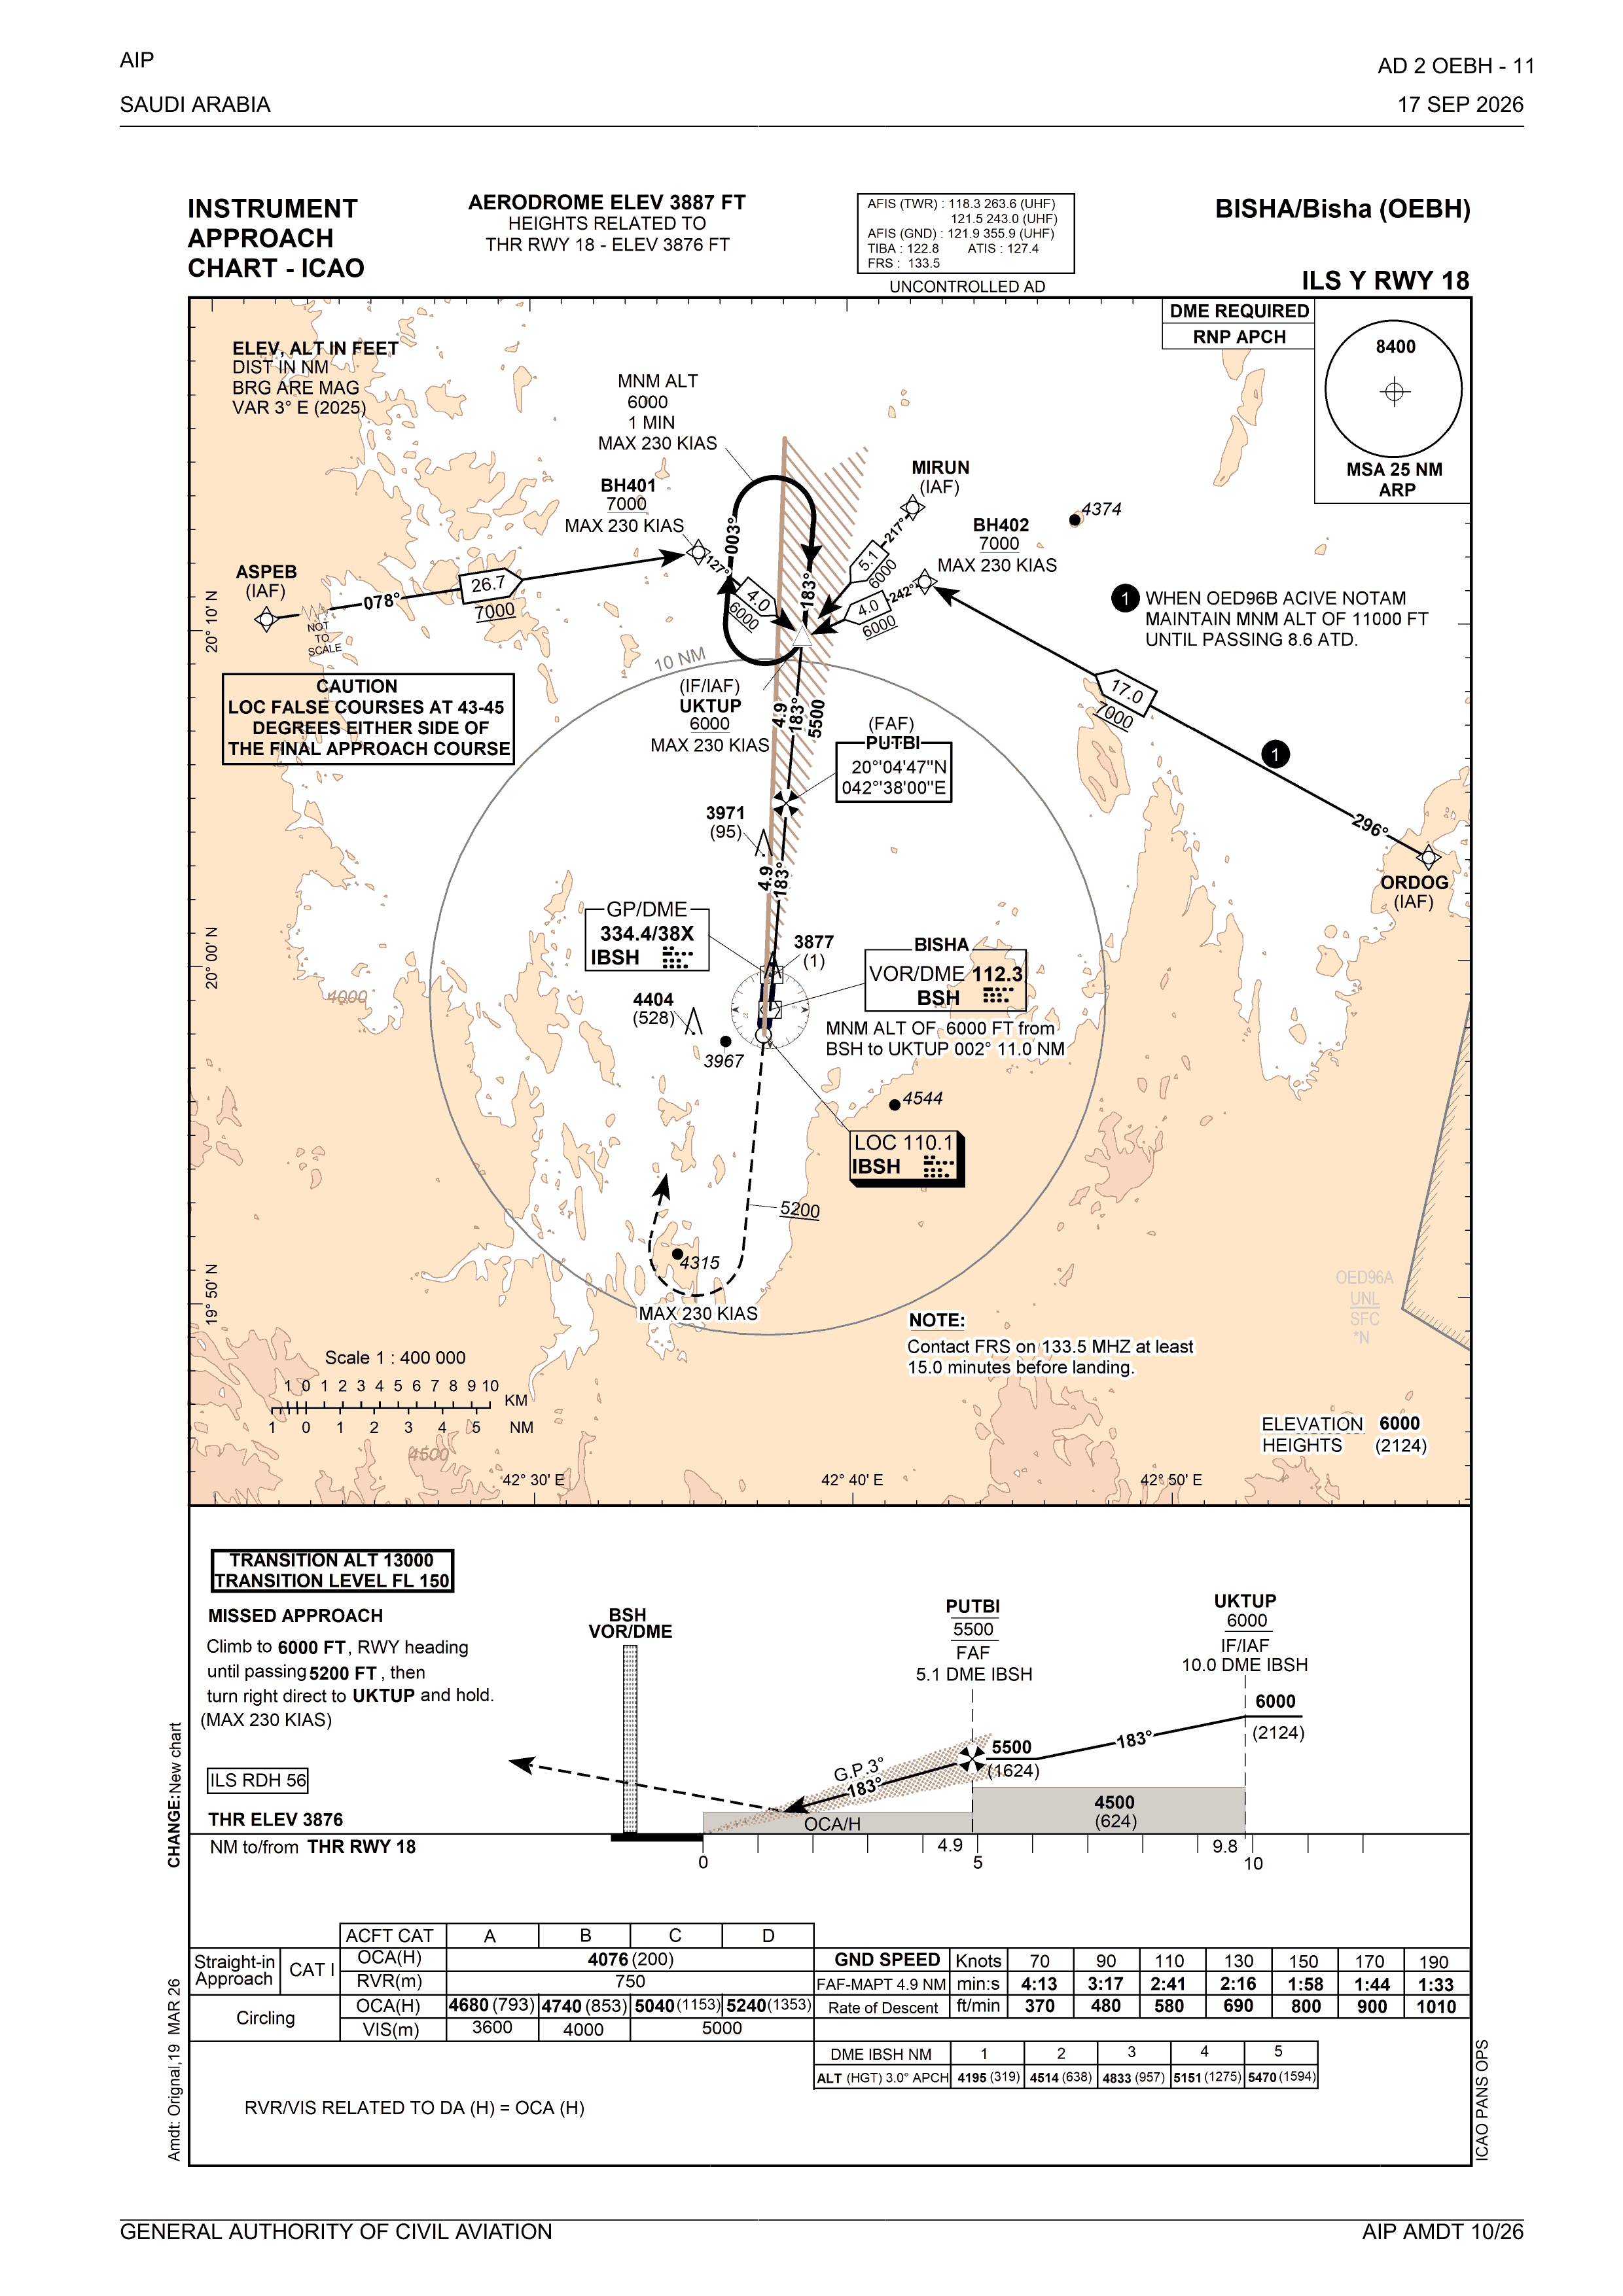 AIP
AD 2 OEBH - 11
SAUDI ARABIA
17 SEP 2026
INSTRUMENT
APPROACH
CHART - ICAO
AERODROME ELEV 3887 FT
HEIGHTS RELATED TO
THR RWY 18 - ELEV 3876 FT
AFIS (TWR) : 118.3 263.6 (UHF)
121.5 243.0 (UHF)
AFIS (GND) : 121.9 355.9 (UHF)
TIBA : 122.8 ATIS : 127.4
FRS : 133.5
UNCONTROLLED AD
BISHA/Bisha (OEBH)
ILS Y RWY 18
DME REQUIRED
RNP APCH
8400
MSA 25 NM
ARP
ELEV, ALT IN FEET
DIST IN NM
BRG ARE MAG
VAR 3° E (2025)
MNM ALT
6000
1 MIN
MAX 230 KIAS
BH401
7000
MAX 230 KIAS
MIRUN
(IAF)
BH402
7000
MAX 230 KIAS
4374
ASPEB
(IAF)
078°
26.7
7000
NOT
TO
SCALE
003°
183°
127°
4.0
6000
217°
5.1
6000
242°
4.0
6000
1 WHEN OED96B ACIVE NOTAM
MAINTAIN MNM ALT OF 11000 FT
UNTIL PASSING 8.6 ATD.
20° 10' N
10 NM
CAUTION
LOC FALSE COURSES AT 43-45
DEGREES EITHER SIDE OF
THE FINAL APPROACH COURSE
(IF/IAF)
UKTUP
6000
MAX 230 KIAS
4.9
183°
5500
17.0
7000
1
296°
ORDOG
(IAF)
(FAF)
PUTBI
20°'04'47"N
042°'38'00"E
3971
(95)
4.9
183°
GP/DME
334.4/38X
IBSH
3877
(1)
BISHA
VOR/DME 112.3
BSH
20° 00' N
4000
4404
(528)
3967
MNM ALT OF 6000 FT from
BSH to UKTUP 002° 11.0 NM
4544
LOC 110.1
IBSH
5200
4315
MAX 230 KIAS
19° 50' N
OED96A
UNL
SFC
*N
NOTE:
Contact FRS on 133.5 MHZ at least
15.0 minutes before landing.
Scale 1 : 400 000
1 0 1 2 3 4 5 6 7 8 9 10
KM
1 0 1 2 3 4 5 NM
4500
ELEVATION 6000
HEIGHTS (2124)
42° 30' E
42° 40' E
42° 50' E
TRANSITION ALT 13000
TRANSITION LEVEL FL 150
MISSED APPROACH
Climb to 6000 FT, RWY heading
until passing 5200 FT , then
turn right direct to UKTUP and hold.
(MAX 230 KIAS)
BSH
VOR/DME
PUTBI
5500
FAF
5.1 DME IBSH
UKTUP
6000
IF/IAF
10.0 DME IBSH
6000
(2124)
183°
5500
(1624)
G.P.3°
183°
ILS RDH 56
4500
(624)
OCA/H
THR ELEV 3876
NM to/from THR RWY 18
4.9
9.8
0
5
10
CHANGE: New chart
Amdt: Orignal,19 MAR 26
ICAO PANS OPS
ACFT CAT A B C D
Straight-in
Approach
CAT I
OCA(H) 4076 (200)
RVR(m) 750
Circling
OCA(H) 4680 (793) 4740 (853) 5040 (1153) 5240 (1353)
VIS(m) 3600 4000 5000
GND SPEED Knots 70 90 110 130 150 170 190
FAF-MAPT 4.9 NM min:s 4:13 3:17 2:41 2:16 1:58 1:44 1:33
Rate of Descent ft/min 370 480 580 690 800 900 1010
DME IBSH NM 1 2 3 4 5
ALT (HGT) 3.0° APCH 4195 (319) 4514 (638) 4833 (957) 5151 (1275) 5470 (1594)
RVR/VIS RELATED TO DA (H) = OCA (H)
GENERAL AUTHORITY OF CIVIL AVIATION
AIP AMDT 10/26